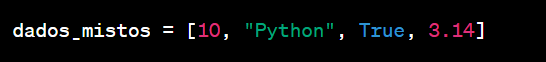 dados_mistos = [10, "Python", True, 3.14]